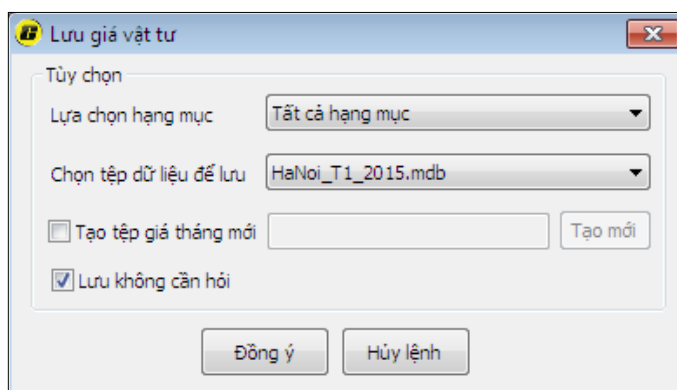 Lưu giá vật tư
Tùy chọn
Lựa chọn hạng mục
Tất cả hạng mục
Chọn tệp dữ liệu để lưu
HaNoi_T1_2015.mdb
Tạo tệp giá tháng mới
Tạo mới
Lưu không cần hỏi
Đồng ý
Hủy lệnh